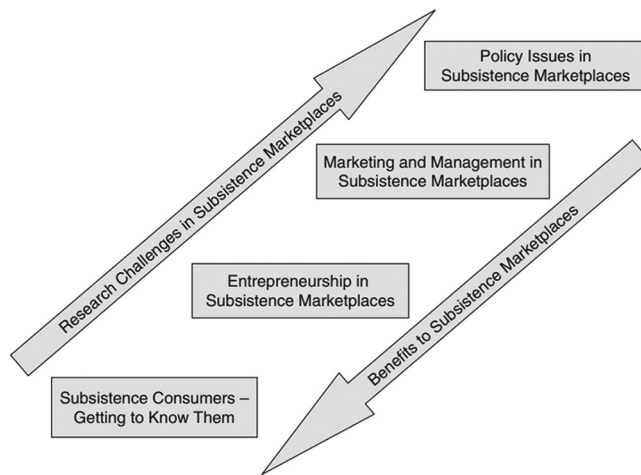 Policy Issues in
Subsistence Marketplaces
Research Challenges in Subsistence Marketplaces
Marketing and Management in
Subsistence Marketplaces
Benefits to Subsistence Marketplaces
Entrepreneurship in
Subsistence Marketplaces
Subsistence Consumers –
Getting to Know Them